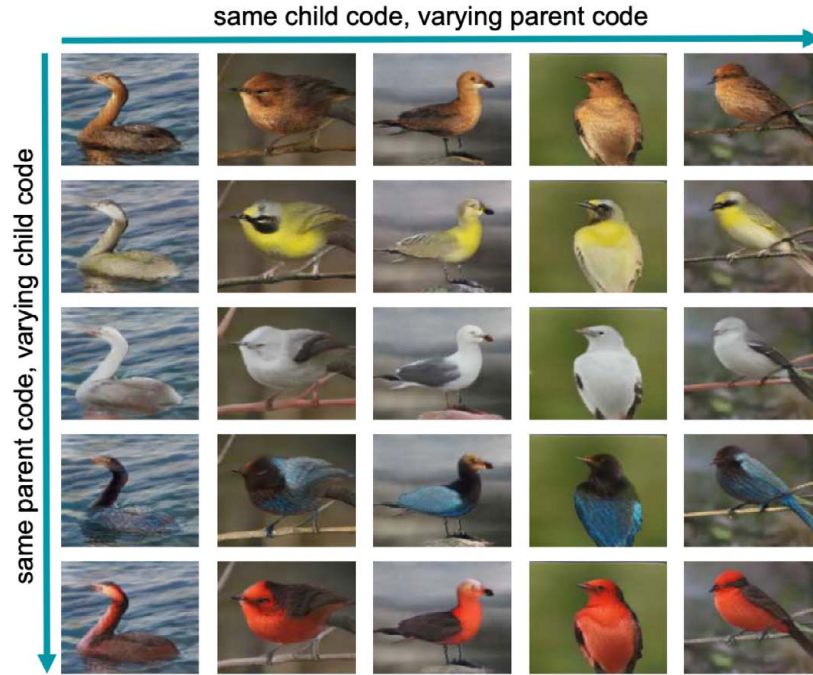 same child code, varying parent code
same parent code, varying child code